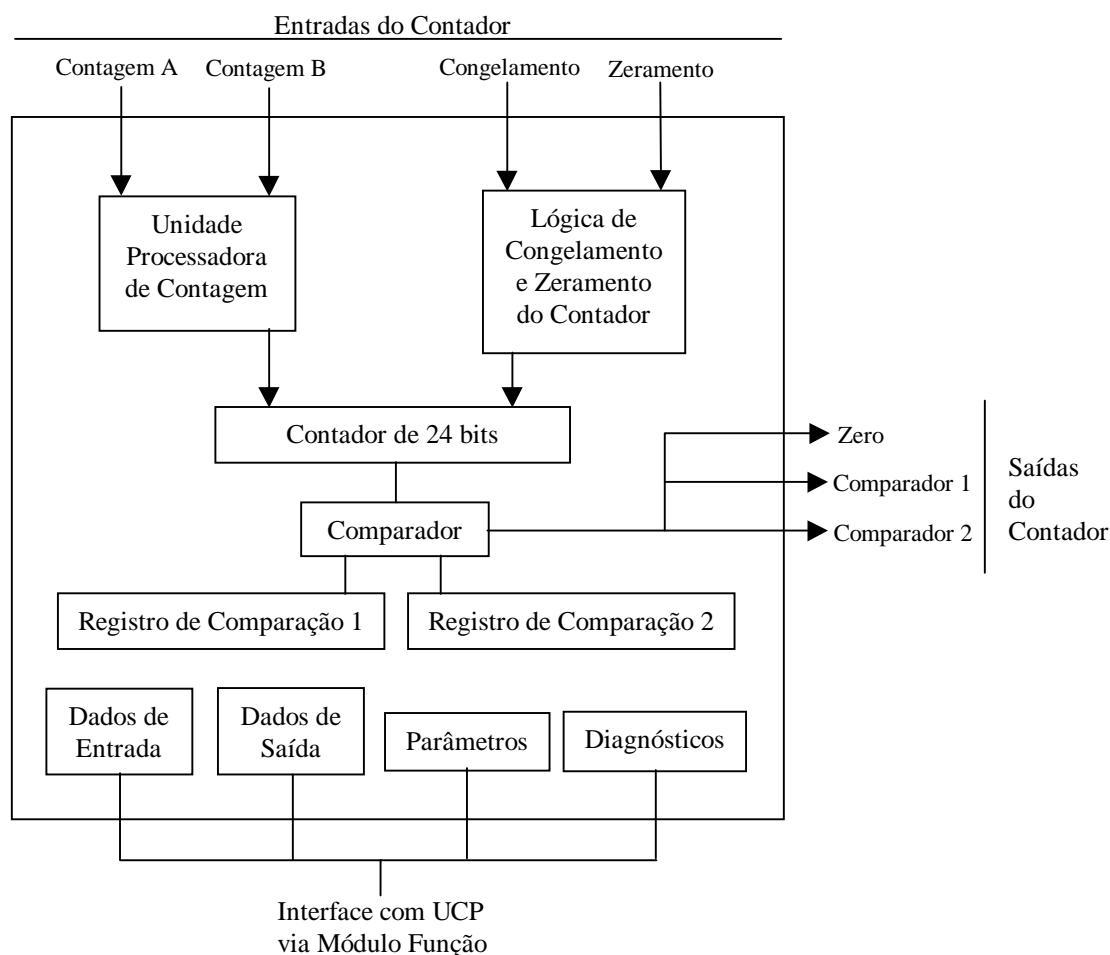 Entradas do Contador
Contagem A
Contagem B
Congelamento
Zeramento
Unidade
Processadora
de Contagem
Lógica de
Congelamento
e Zeramento
do Contador
Contador de 24 bits
Zero
Comparador 1
Comparador 2
Saídas
do
Contador
Comparador
Registro de Comparação 1
Registro de Comparação 2
Dados de
Entrada
Dados de
Saída
Parâmetros
Diagnósticos
Interface com UCP
via Módulo Função